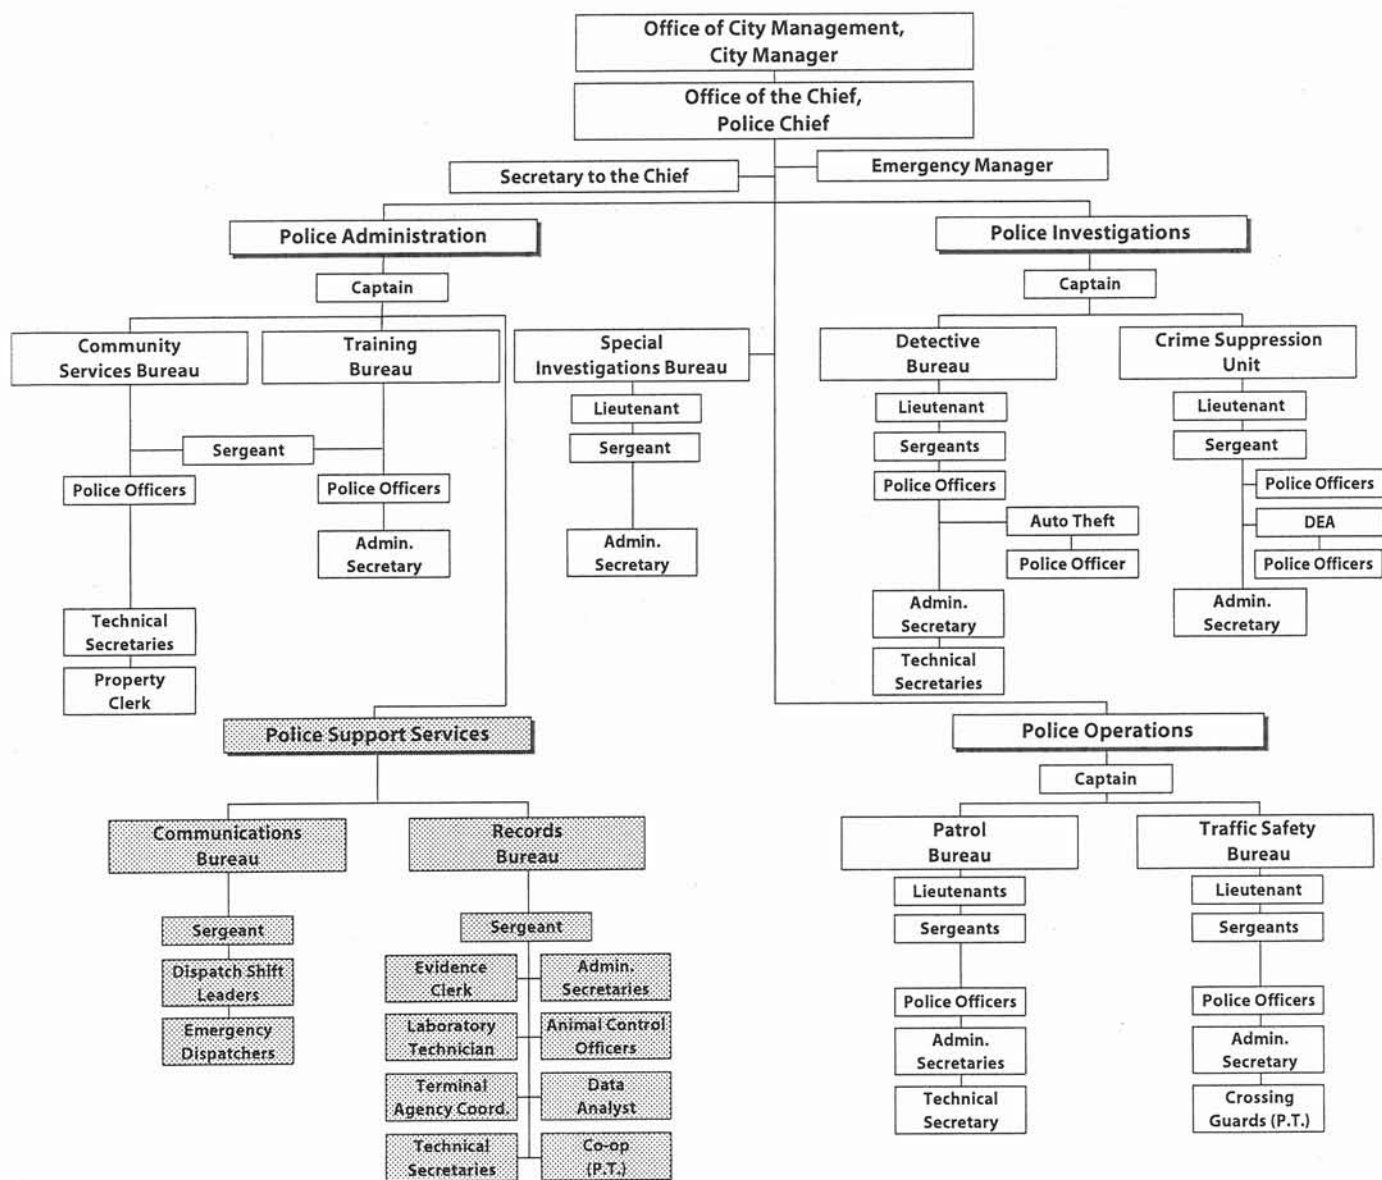 Office of City Management,
City Manager
Office of the Chief,
Police Chief
Secretary to the Chief
Emergency Manager
Police Administration
Captain
Community
Services Bureau
Training
Bureau
Sergeant
Police Officers
Police Officers
Admin.
Secretary
Technical
Secretaries
Property
Clerk
Special
Investigations Bureau
Lieutenant
Sergeant
Admin.
Secretary
Police Investigations
Captain
Detective
Bureau
Lieutenant
Sergeants
Police Officers
Auto Theft
Police Officer
Admin.
Secretary
Technical
Secretaries
Crime Suppression
Unit
Lieutenant
Sergeant
Police Officers
DEA
Police Officers
Admin.
Secretary
Police Support Services
Communications
Bureau
Sergeant
Dispatch Shift
Leaders
Emergency
Dispatchers
Records
Bureau
Sergeant
Evidence
Clerk
Admin.
Secretaries
Laboratory
Technician
Animal Control
Officers
Terminal
Agency Coord.
Data
Analyst
Technical
Secretaries
Co-op
(P.T.)
Police Operations
Captain
Patrol
Bureau
Lieutenants
Sergeants
Police Officers
Admin.
Secretaries
Technical
Secretary
Traffic Safety
Bureau
Lieutenant
Sergeants
Police Officers
Admin.
Secretary
Crossing
Guards (P.T.)